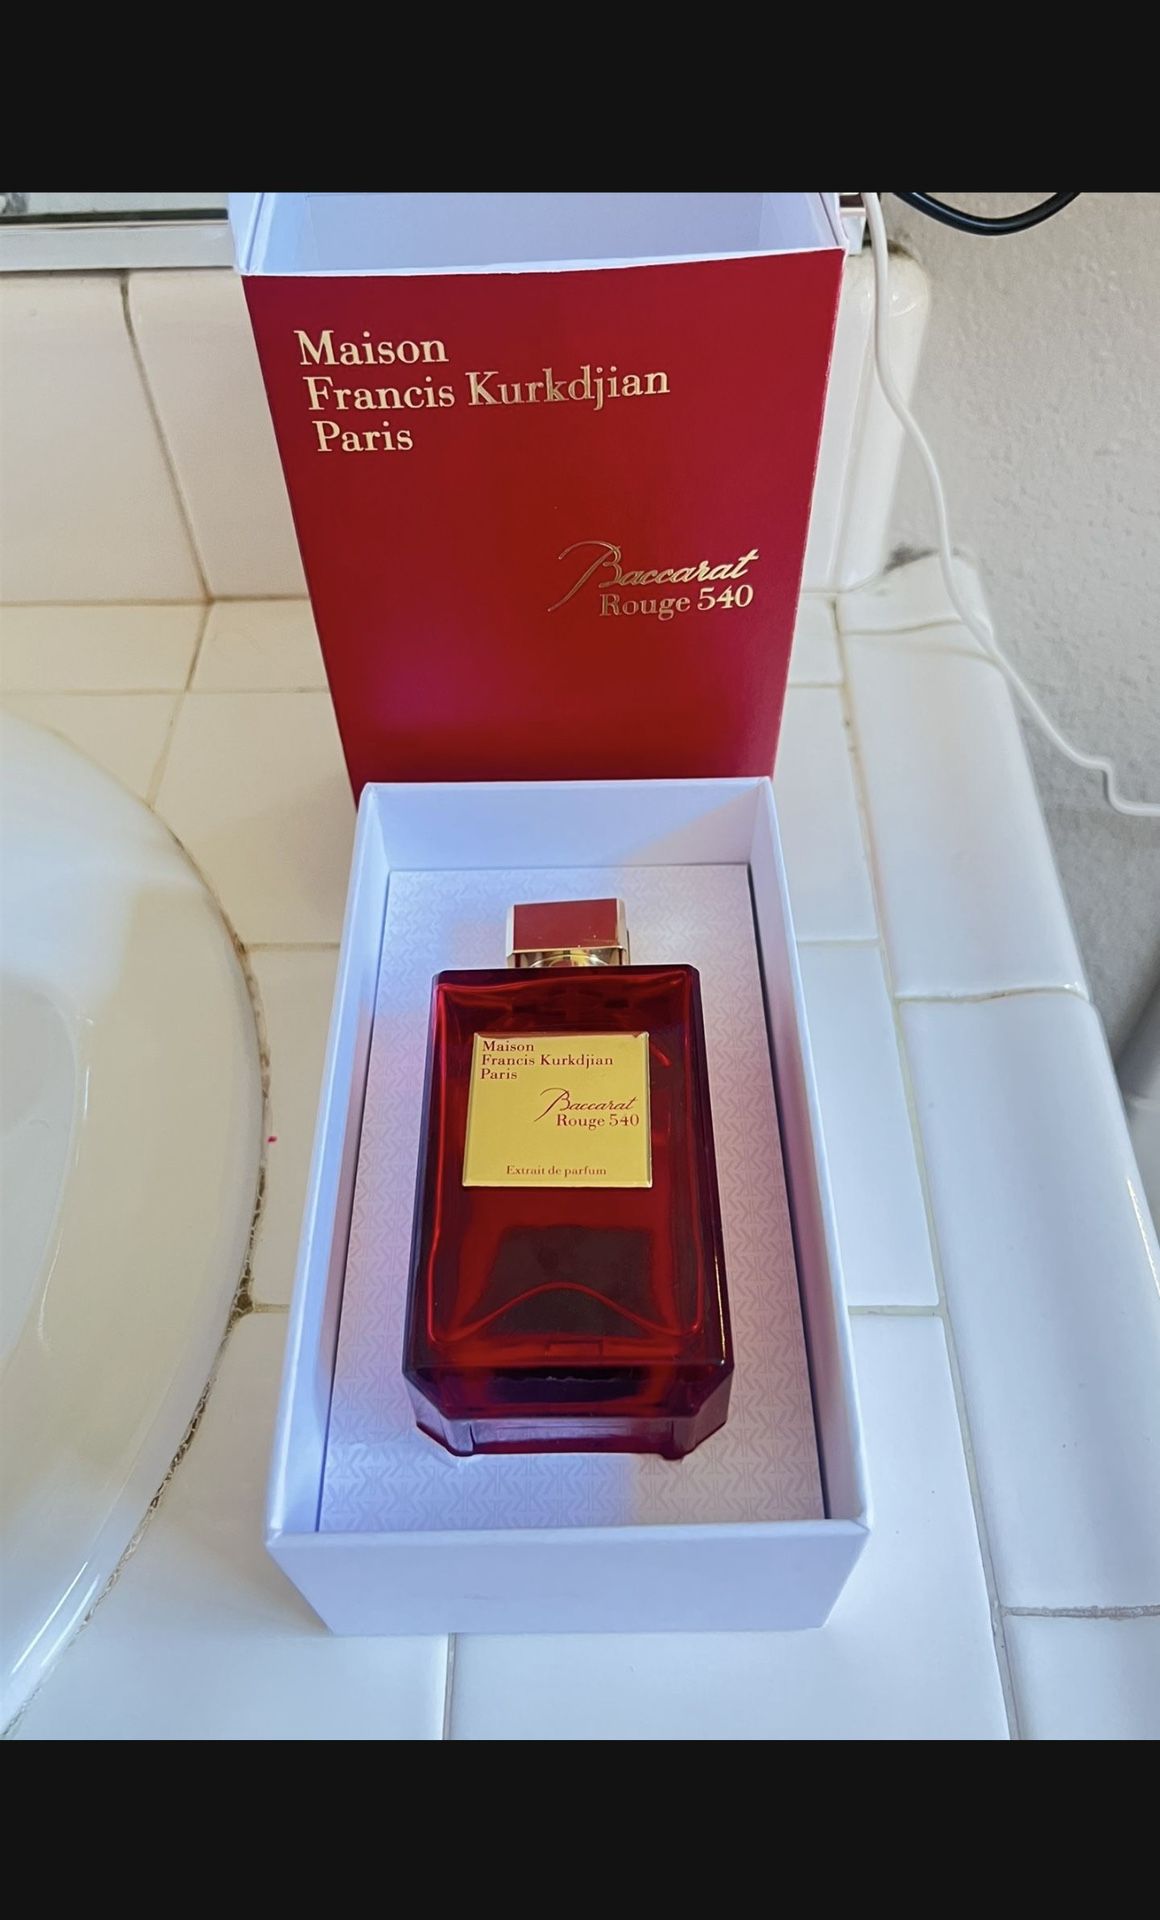 Maison
Francis Kurkdjian
Paris
Baccarat
Rouge 540
Maison
Francis Kurkdjian
Paris
Baccarat
Rouge 540
Extrait de parfum